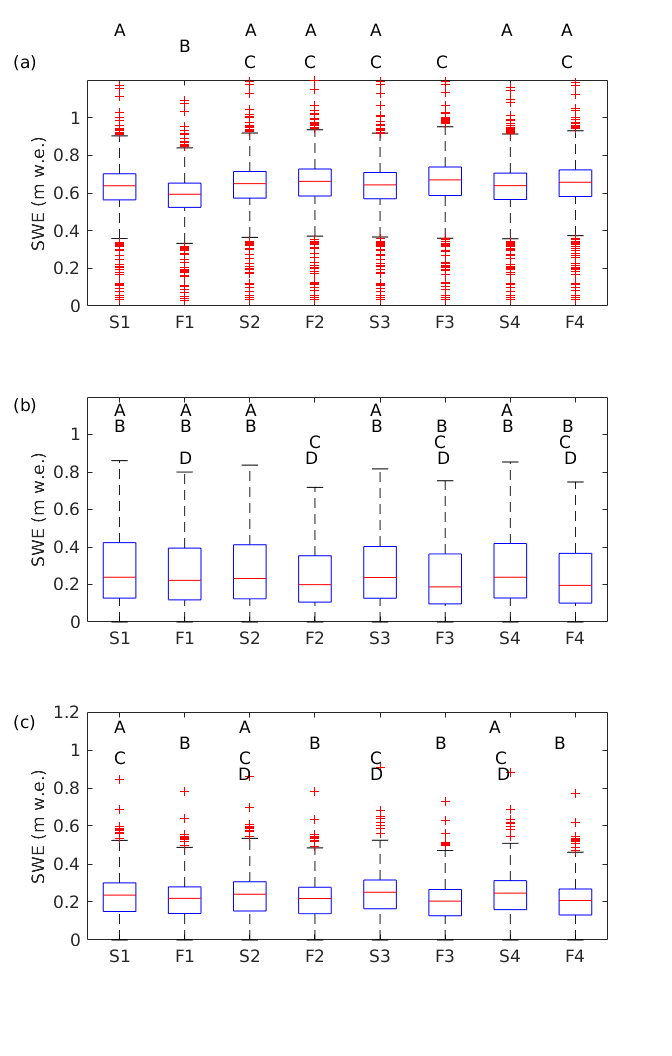 A A A A A A
B
(a) C C C C C
1
0.8
0.6
0.4
0.2
0
SWE (m w.e.)
S1 F1 S2 F2 S3 F3 S4 F4
(b)
A A A A A
B B B B B B B
C C C
D D D D
1
0.8
0.6
0.4
0.2
0
SWE (m w.e.)
S1 F1 S2 F2 S3 F3 S4 F4
(c)
A A A
B B B B
C C C C
D D D
1.2
1
0.8
0.6
0.4
0.2
0
SWE (m w.e.)
S1 F1 S2 F2 S3 F3 S4 F4